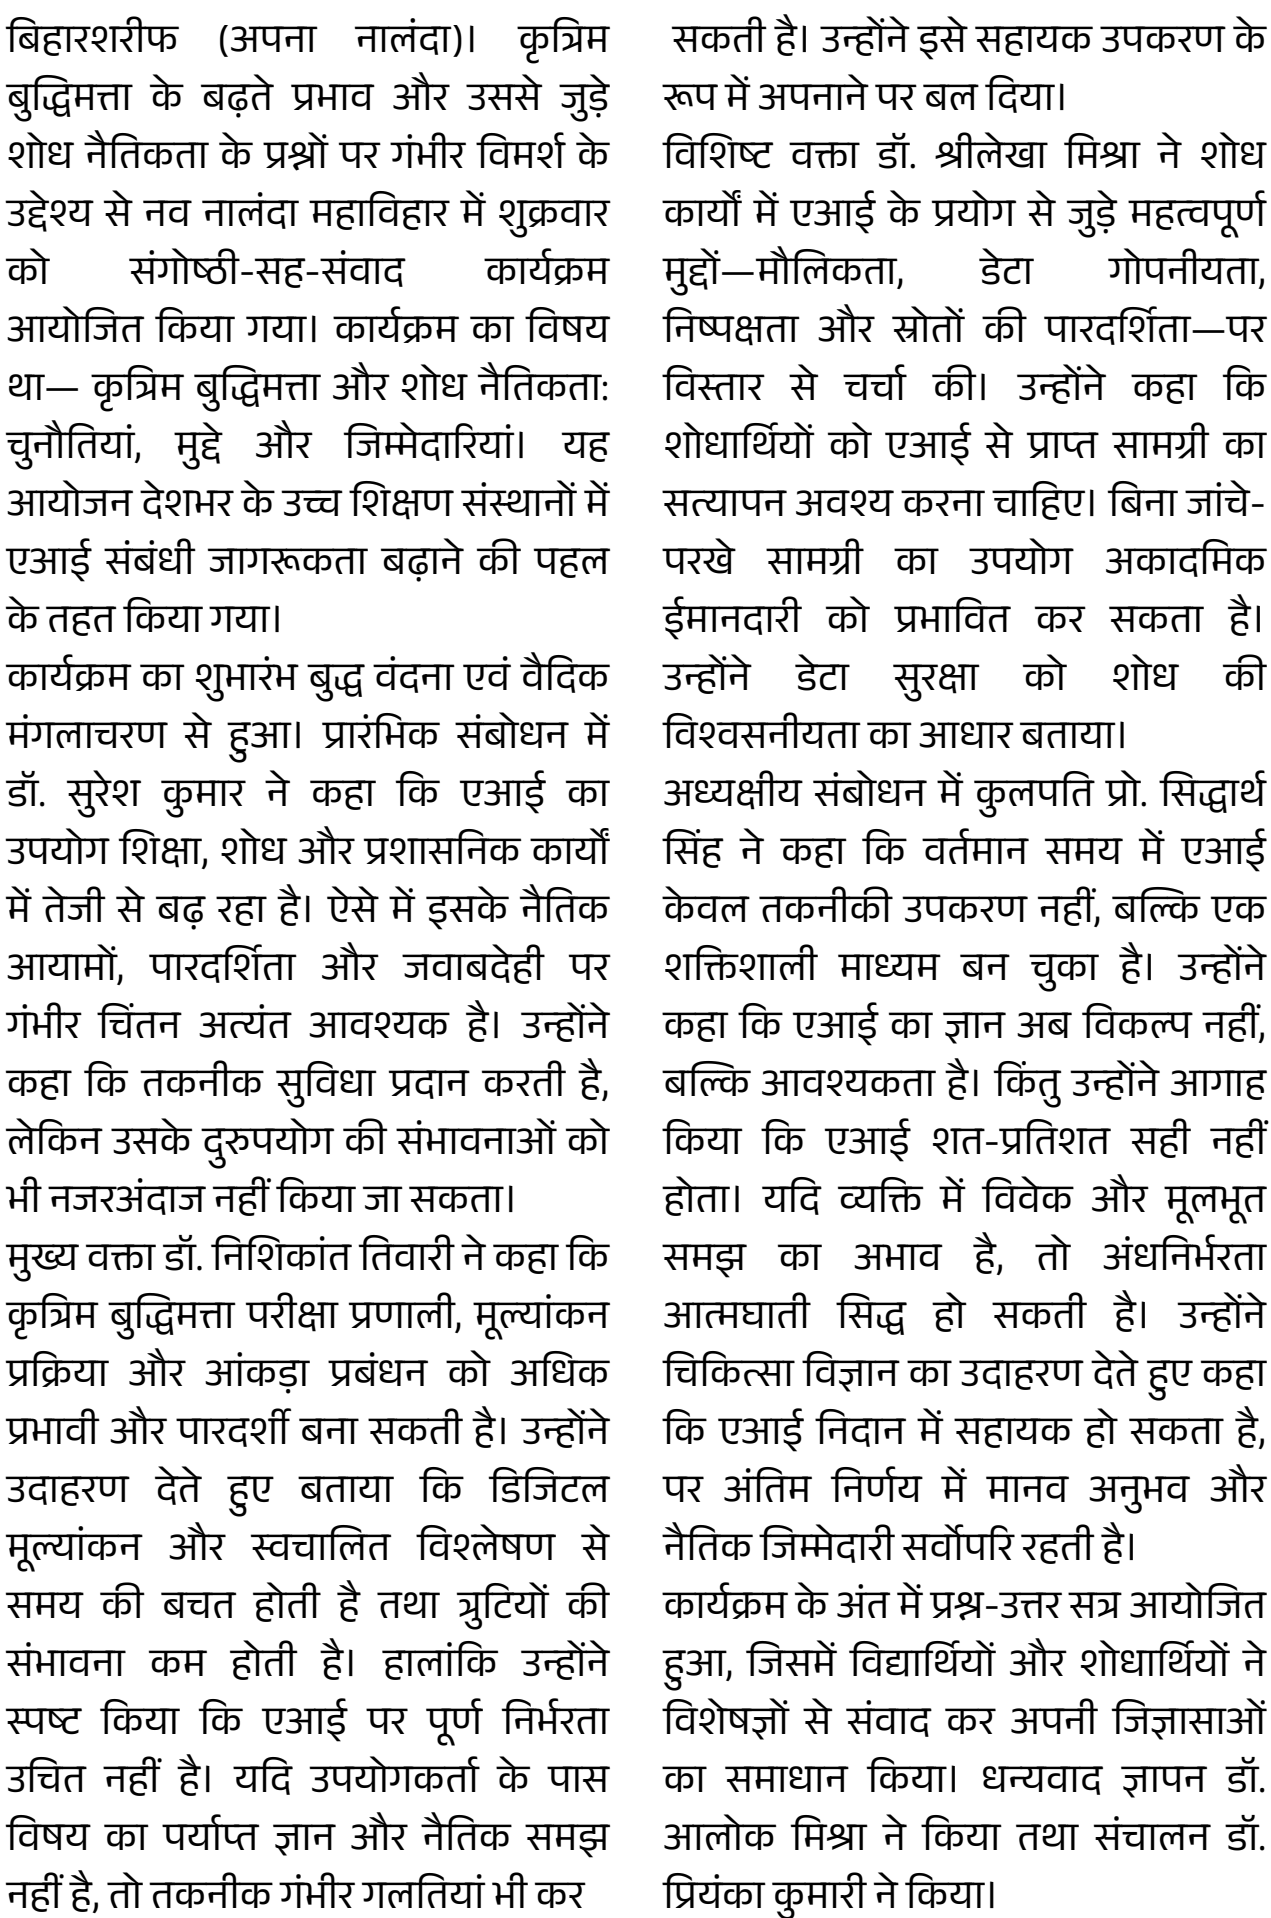 बिहारशरीफ (अपना नालंदा)। कृत्रिम
बुद्धिमत्ता के बढ़ते प्रभाव और उससे जुड़े
शोध नैतिकता के प्रश्नों पर गंभीर विमर्श के
उद्देश्य से नव नालंदा महाविहार में शुक्रवार
को संगोष्ठी-सह-संवाद कार्यक्रम
आयोजित किया गया। कार्यक्रम का विषय
था— कृत्रिम बुद्धिमत्ता और शोध नैतिकता:
चुनौतियां, मुद्दे और जिम्मेदारियां। यह
आयोजन देशभर के उच्च शिक्षण संस्थानों में
एआई संबंधी जागरूकता बढ़ाने की पहल
के तहत किया गया।
कार्यक्रम का शुभारंभ बुद्ध वंदना एवं वैदिक
मंगलाचरण से हुआ। प्रारंभिक संबोधन में
डॉ. सुरेश कुमार ने कहा कि एआई का
उपयोग शिक्षा, शोध और प्रशासनिक कार्यों
में तेजी से बढ़ रहा है। ऐसे में इसके नैतिक
आयामों, पारदर्शिता और जवाबदेही पर
गंभीर चिंतन अत्यंत आवश्यक है। उन्होंने
कहा कि तकनीक सुविधा प्रदान करती है,
लेकिन उसके दुरुपयोग की संभावनाओं को
भी नजरअंदाज नहीं किया जा सकता।
मुख्य वक्ता डॉ. निशिकांत तिवारी ने कहा कि
कृत्रिम बुद्धिमत्ता परीक्षा प्रणाली, मूल्यांकन
प्रक्रिया और आंकड़ा प्रबंधन को अधिक
प्रभावी और पारदर्शी बना सकती है। उन्होंने
उदाहरण देते हुए बताया कि डिजिटल
मूल्यांकन और स्वचालित विश्लेषण से
समय की बचत होती है तथा त्रुटियों की
संभावना कम होती है। हालांकि उन्होंने
स्पष्ट किया कि एआई पर पूर्ण निर्भरता
उचित नहीं है। यदि उपयोगकर्ता के पास
विषय का पर्याप्त ज्ञान और नैतिक समझ
नहीं है, तो तकनीक गंभीर गलतियां भी कर
सकती है। उन्होंने इसे सहायक उपकरण के
रूप में अपनाने पर बल दिया।
विशिष्ट वक्ता डॉ. श्रीलेखा मिश्रा ने शोध
कार्यों में एआई के प्रयोग से जुड़े महत्वपूर्ण
मुद्दों—मौलिकता, डेटा गोपनीयता,
निष्पक्षता और स्रोतों की पारदर्शिता—पर
विस्तार से चर्चा की। उन्होंने कहा कि
शोधार्थियों को एआई से प्राप्त सामग्री का
सत्यापन अवश्य करना चाहिए। बिना जांचे-
परखे सामग्री का उपयोग अकादमिक
ईमानदारी को प्रभावित कर सकता है।
उन्होंने डेटा सुरक्षा को शोध की
विश्वसनीयता का आधार बताया।
अध्यक्षीय संबोधन में कुलपति प्रो. सिद्धार्थ
सिंह ने कहा कि वर्तमान समय में एआई
केवल तकनीकी उपकरण नहीं, बल्कि एक
शक्तिशाली माध्यम बन चुका है। उन्होंने
कहा कि एआई का ज्ञान अब विकल्प नहीं,
बल्कि आवश्यकता है। किंतु उन्होंने आगाह
किया कि एआई शत-प्रतिशत सही नहीं
होता। यदि व्यक्ति में विवेक और मूलभूत
समझ का अभाव है, तो अंधनिर्भरता
आत्मघाती सिद्ध हो सकती है। उन्होंने
चिकित्सा विज्ञान का उदाहरण देते हुए कहा
कि एआई निदान में सहायक हो सकता है,
पर अंतिम निर्णय में मानव अनुभव और
नैतिक जिम्मेदारी सर्वोपरि रहती है।
कार्यक्रम के अंत में प्रश्न-उत्तर सत्र आयोजित
हुआ, जिसमें विद्यार्थियों और शोधार्थियों ने
विशेषज्ञों से संवाद कर अपनी जिज्ञासाओं
का समाधान किया। धन्यवाद ज्ञापन डॉ.
आलोक मिश्रा ने किया तथा संचालन डॉ.
प्रियंका कुमारी ने किया।